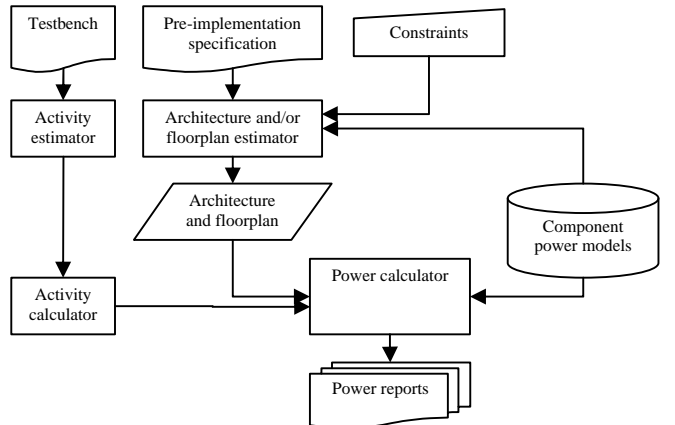 Testbench
Pre-implementation
specification
Constraints
Activity
estimator
Architecture and/or
floorplan estimator
Architecture
and floorplan
Component
power models
Activity
calculator
Power calculator
Power reports